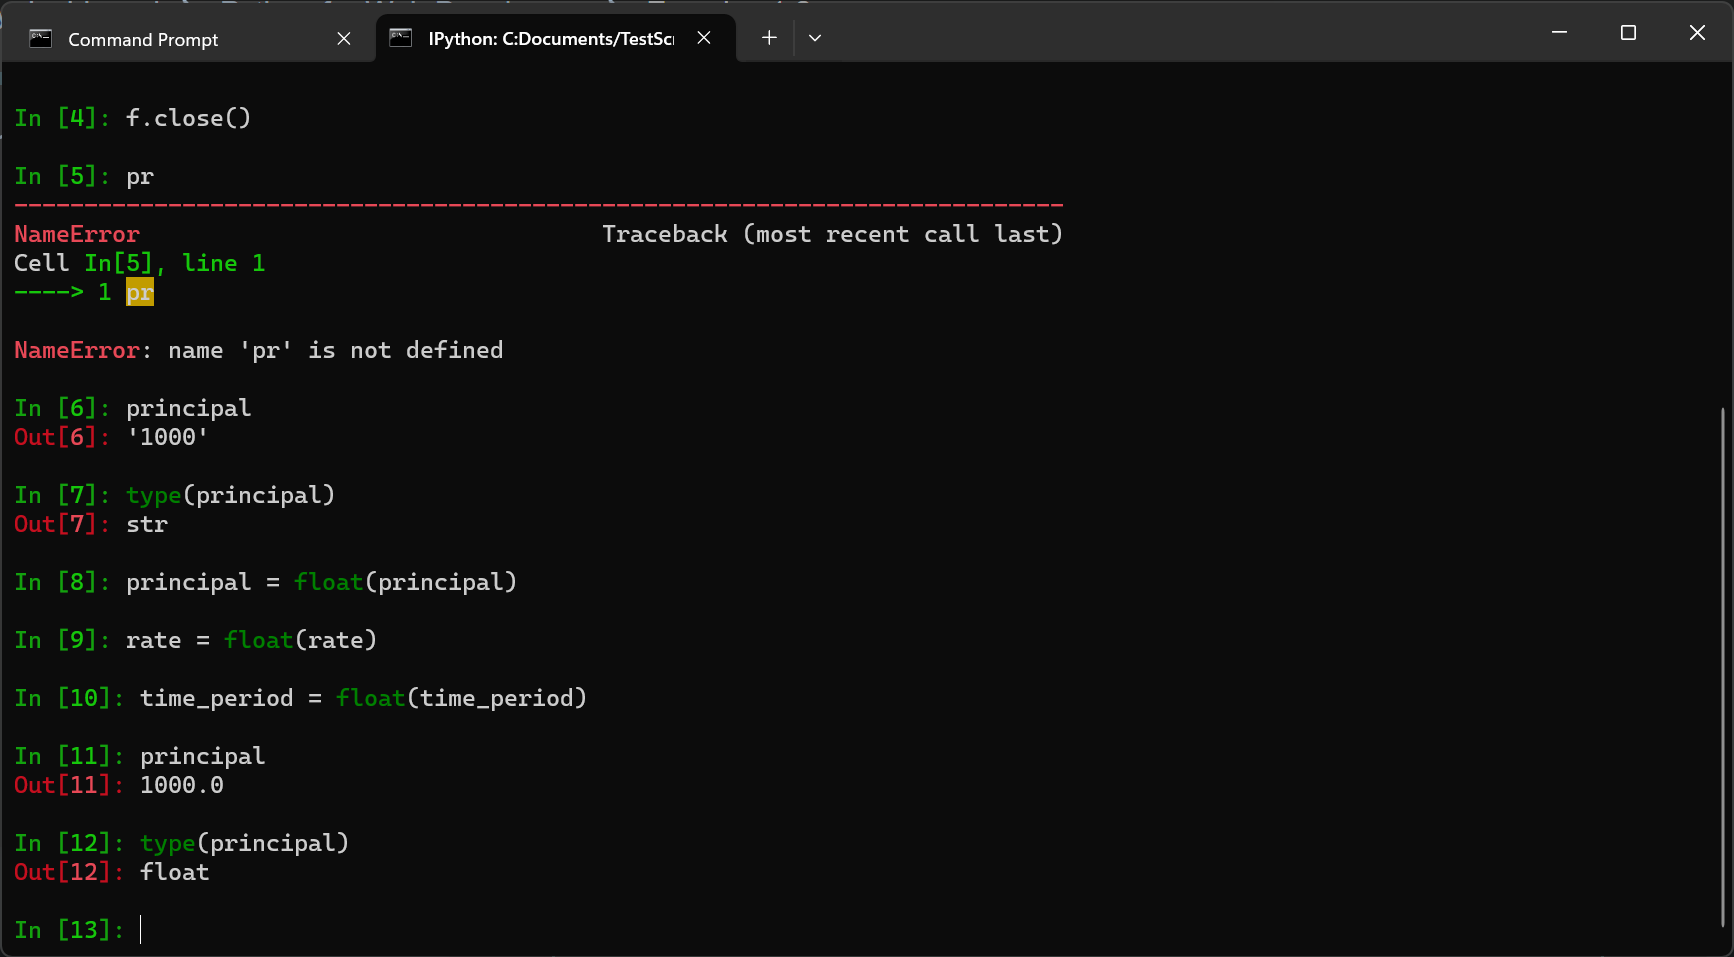 Command Prompt
IPython: C:Documents/TestScr
In [4]: f.close()
In [5]: pr
---------------------------------------------------------------------------
NameError                                 Traceback (most recent call last)
Cell In[5], line 1
----> 1 pr
NameError: name 'pr' is not defined
In [6]: principal
Out[6]: '1000'
In [7]: type(principal)
Out[7]: str
In [8]: principal = float(principal)
In [9]: rate = float(rate)
In [10]: time_period = float(time_period)
In [11]: principal
Out[11]: 1000.0
In [12]: type(principal)
Out[12]: float
In [13]: